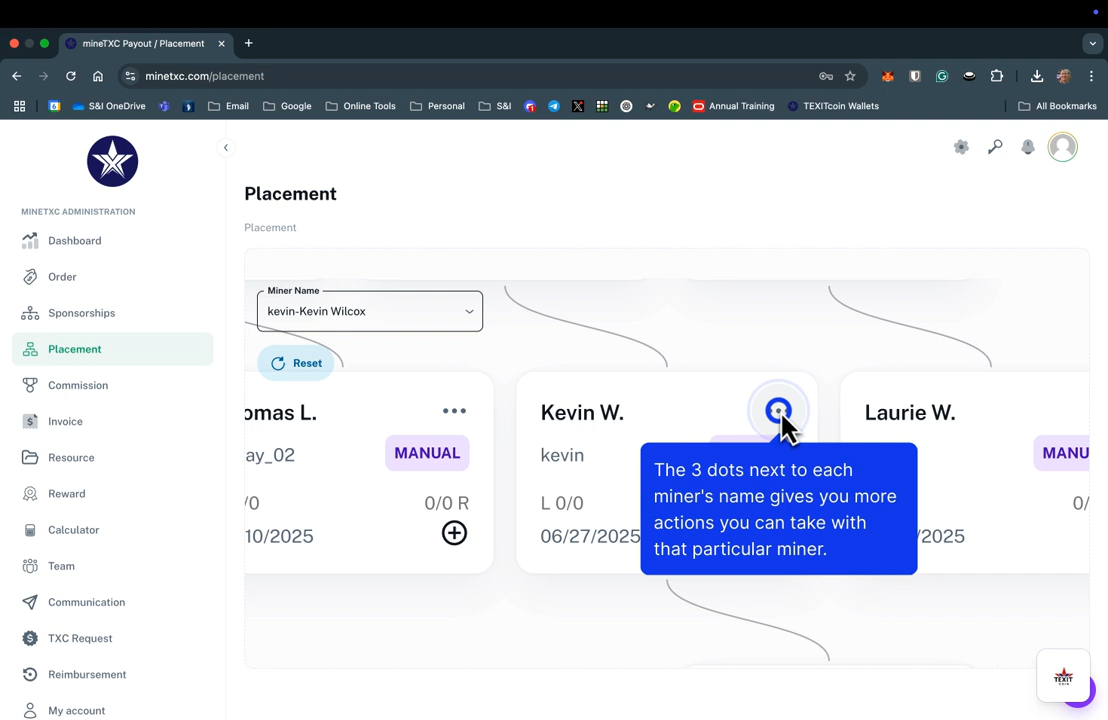 mineTXC Payout / Placement
minetxc.com/placement
S&I OneDrive
Email
Google
Online Tools
Personal
S&I
Annual Training
TEXITcoin Wallets
All Bookmarks
MINETXC ADMINISTRATION
Dashboard
Order
Sponsorships
Placement
Commission
Invoice
Resource
Reward
Calculator
Team
Communication
TXC Request
Reimbursement
My account
Placement
Placement
Miner Name
kevin-Kevin Wilcox
Reset
omas L.
ay_02
MANUAL
/0
0/0 R
10/2025
Kevin W.
kevin
L 0/0
06/27/2025
The 3 dots next to each
miner's name gives you more
actions you can take with
that particular miner.
Laurie W.
MANU
0/
/2025
TEXIT
COIN